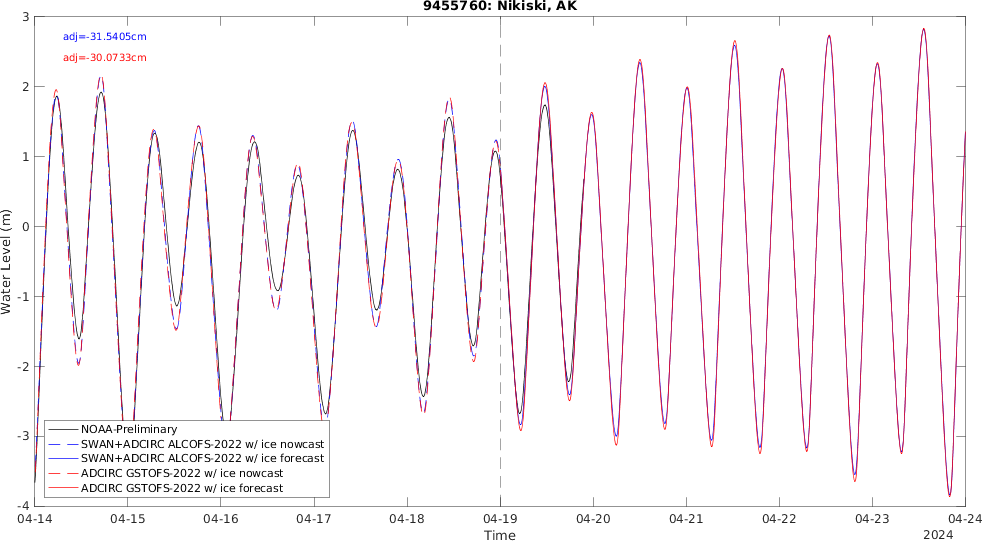 9455760: Nikiski, AK
adj=-31.5405cm
adj=-30.0733cm
3
2
1
0
-1
-2
-3
-4
Water Level (m)
NOAA-Preliminary
SWAN+ADCIRC ALCOFS-2022 w/ ice nowcast
SWAN+ADCIRC ALCOFS-2022 w/ ice forecast
ADCIRC GSTOFS-2022 w/ ice nowcast
ADCIRC GSTOFS-2022 w/ ice forecast
04-14 04-15 04-16 04-17 04-18 04-19 04-20 04-21 04-22 04-23 04-24
Time
2024